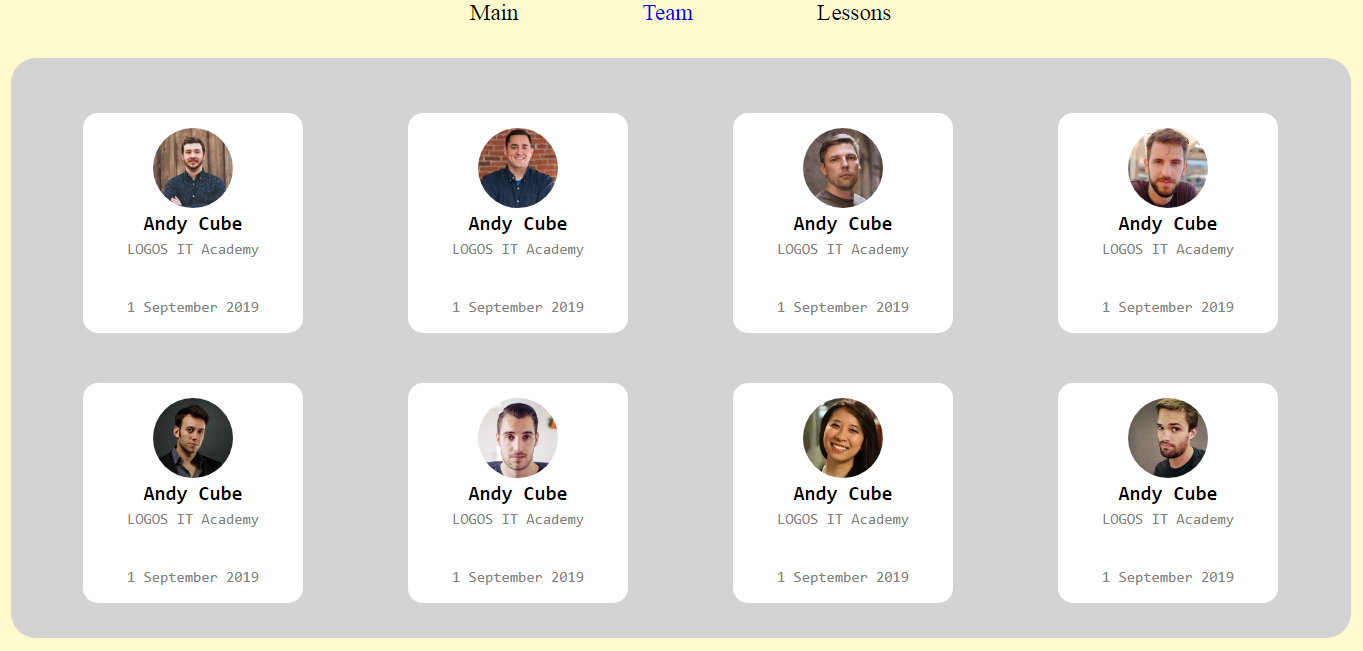 Main Team Lessons
Andy Cube Andy Cube Andy Cube Andy Cube
LOGOS IT Academy LOGOS IT Academy LOGOS IT Academy LOGOS IT Academy
1 September 2019 1 September 2019 1 September 2019 1 September 2019
Andy Cube Andy Cube Andy Cube Andy Cube
LOGOS IT Academy LOGOS IT Academy LOGOS IT Academy LOGOS IT Academy
1 September 2019 1 September 2019 1 September 2019 1 September 2019